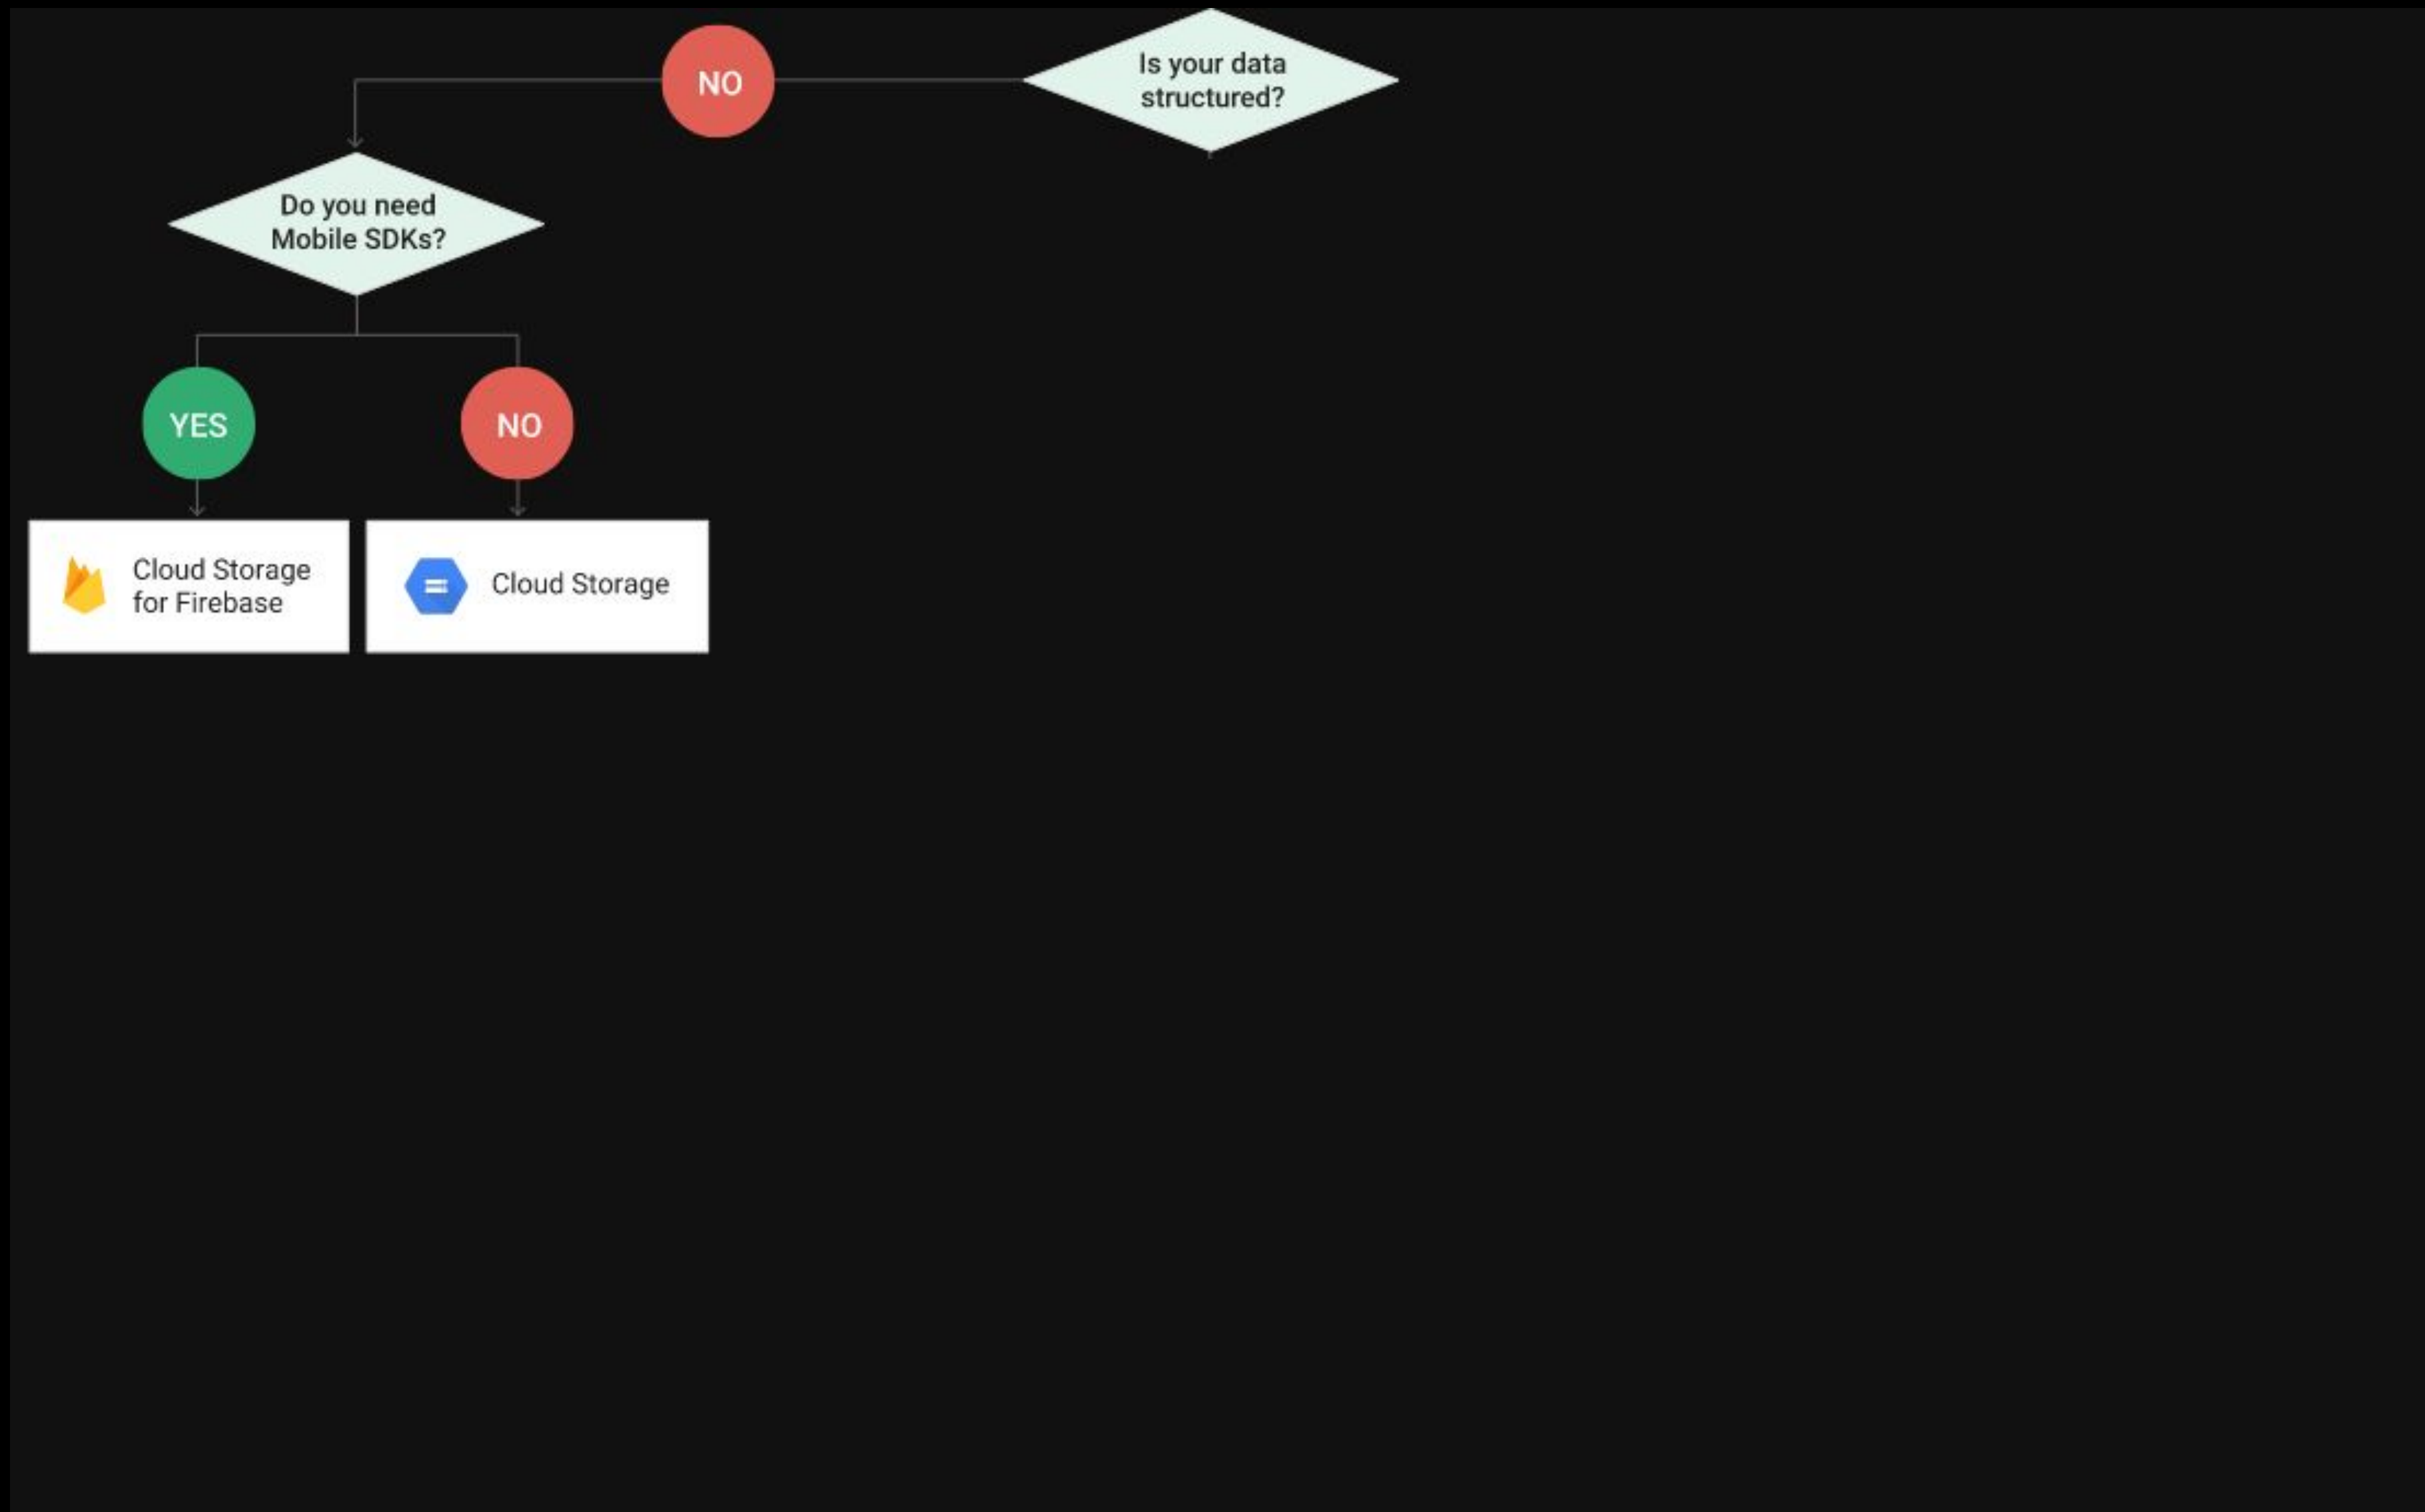 NO
Is your data
structured?
Do you need
Mobile SDKs?
YES
NO
Cloud Storage
for Firebase
Cloud Storage